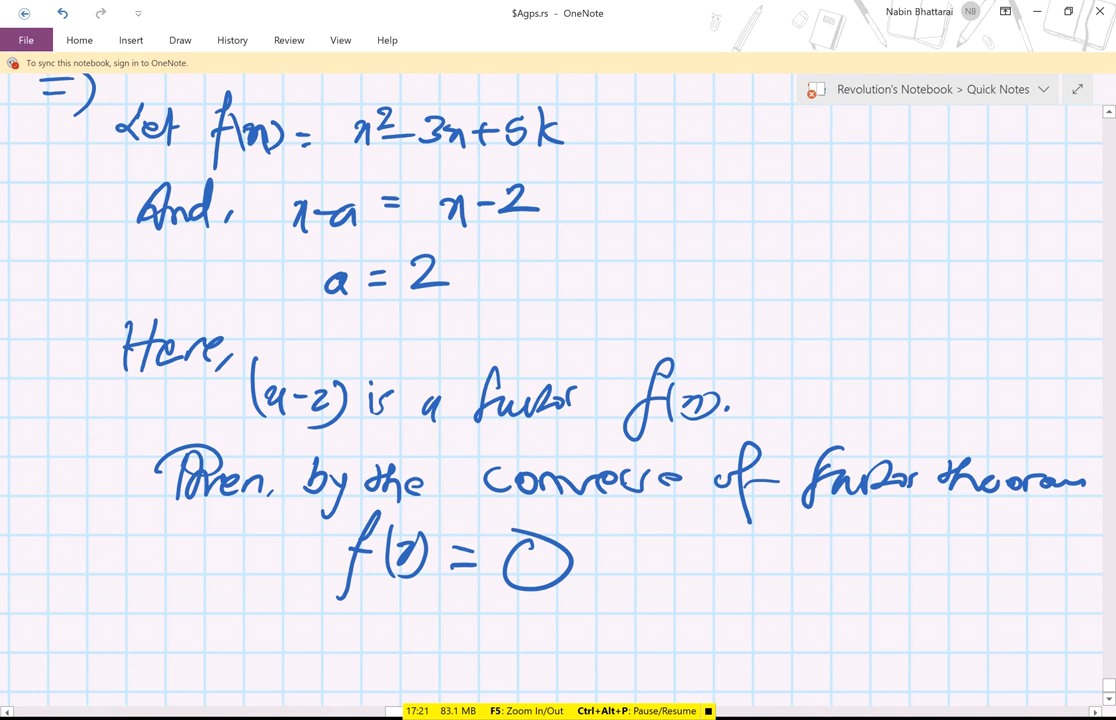 $Agps.rs - OneNote
Nabin Bhattarai NB
File Home Insert Draw History Review View Help
To sync this notebook, sign in to OneNote.
Revolution's Notebook > Quick Notes
=)
Let f(x) = x² - 3x + 5k
And, x-a = x-2
a = 2
Here,
(x-2) is a factor f(x).
Then, by the converse of factor theoram
f(x) = 0
17:21 83.1 MB F5: Zoom In/Out Ctrl+Alt+P: Pause/Resume